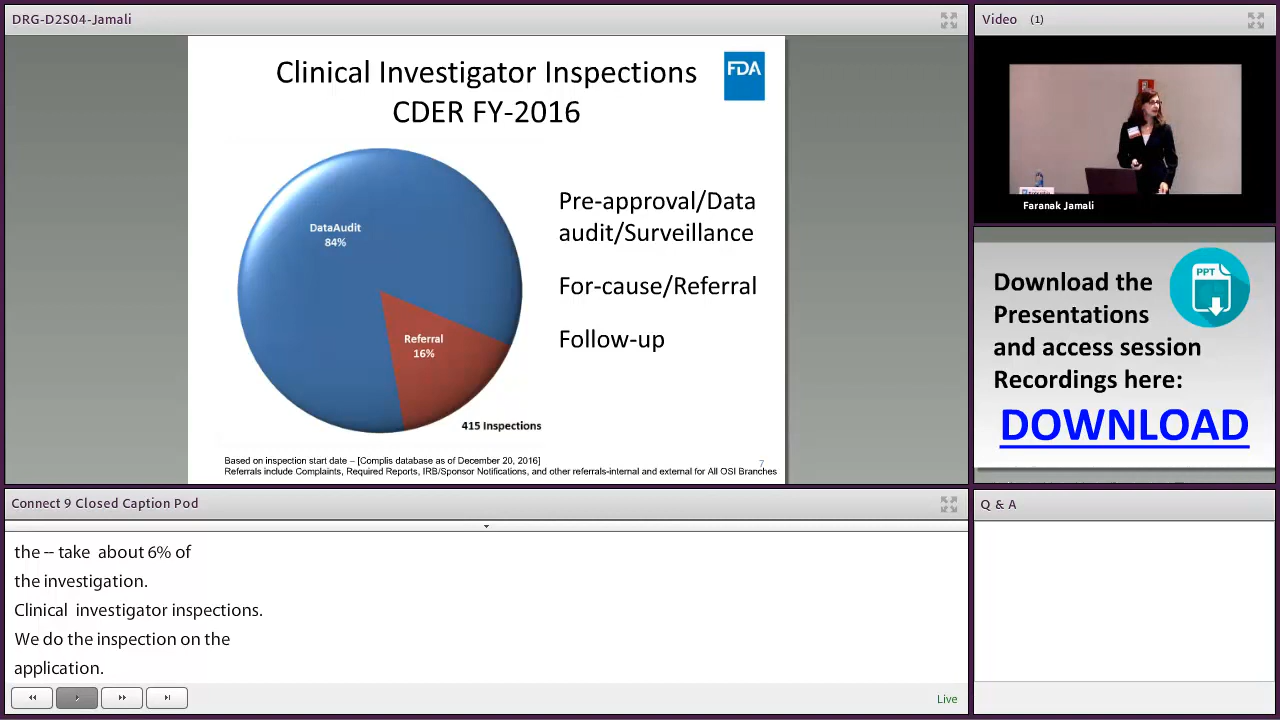 DRG-D2S04-Jamali
Clinical Investigator Inspections
CDER FY-2016
FDA
DataAudit
84%
Referral
16%
415 Inspections
Pre-approval/Data
audit/Surveillance
For-cause/Referral
Follow-up
Based on inspection start date – [Complis database as of December 20, 2016]
Referrals include Complaints, Required Reports, IRB/Sponsor Notifications, and other referrals-internal and external for All OSI Branches
7
Video (1)
Faranak Jamali
PPT
Download the
Presentations
and access session
Recordings here:
DOWNLOAD
Connect 9 Closed Caption Pod
the -- take about 6% of
the investigation.
Clinical investigator inspections.
We do the inspection on the
application.
Live
Q & A